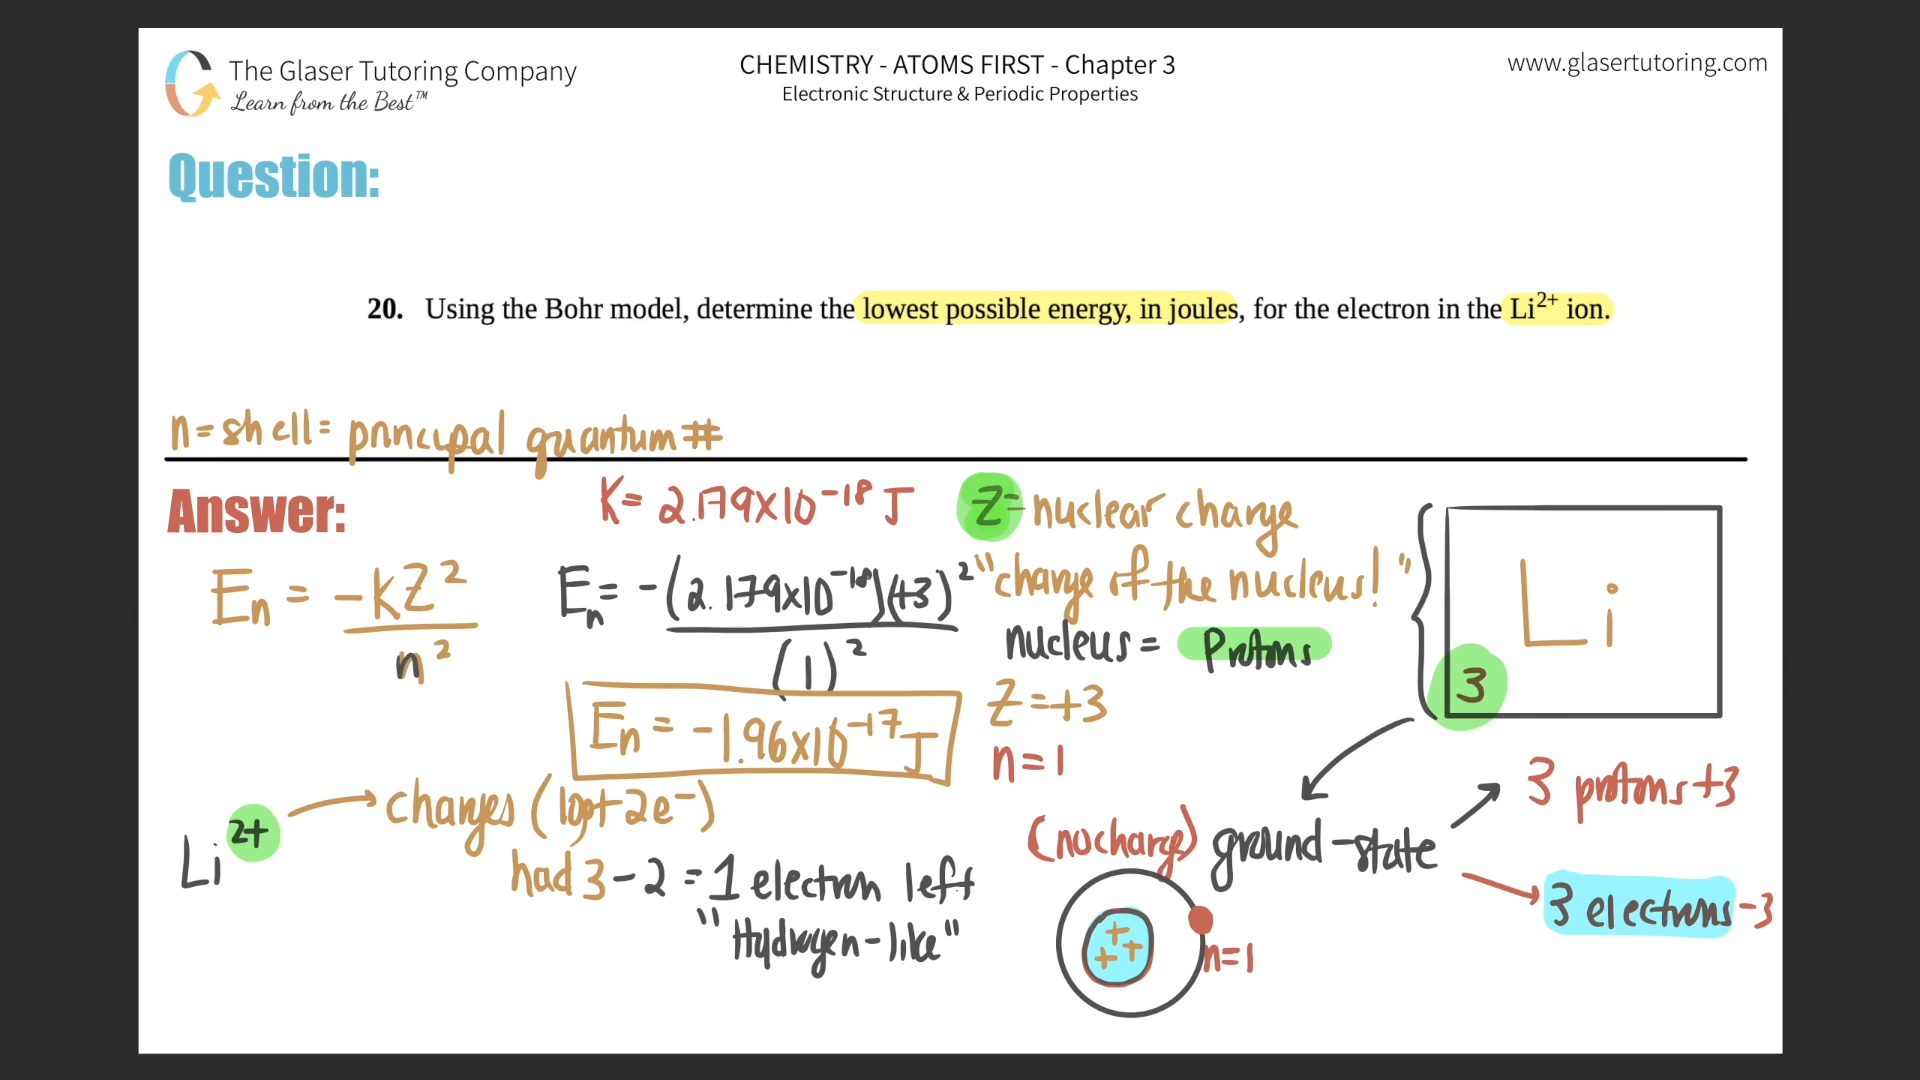 The Glaser Tutoring Company
Learn from the Best™
CHEMISTRY - ATOMS FIRST - Chapter 3
Electronic Structure & Periodic Properties
www.glasertutoring.com
Question:
20. Using the Bohr model, determine the lowest possible energy, in joules, for the electron in the Li²⁺ ion.
n = shell = principal quantum #
Answer:
K = 2.179x10⁻¹⁸ J
Z = nuclear charge
"charge of the nucleus!"
nucleus = Protons
Z = +3
n = 1
Eₙ = -kZ² / n²
Eₙ = -(2.179x10⁻¹⁸)(+3)² / (1)²
Eₙ = -1.96x10⁻¹⁷ J
Li
3
Li²⁺
charges (lost 2e⁻)
had 3 - 2 = 1 electron left
"Hydrogen-like"
(no charge) ground-state
3 protons +3
3 electrons -3
+ + +
n=1